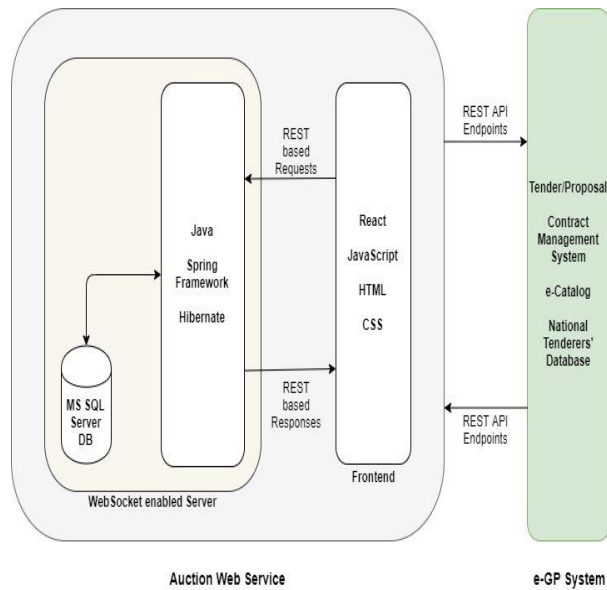 REST
based
Requests
Java
Spring
Framework
Hibernate
MS SQL
Server
DB
REST
based
Responses
WebSocket enabled Server
React
JavaScript
HTML
CSS
Frontend
REST API
Endpoints
REST API
Endpoints
Tender/Proposal
Contract
Management
System
e-Catalog
National
Tenderers'
Database
Auction Web Service
e-GP System